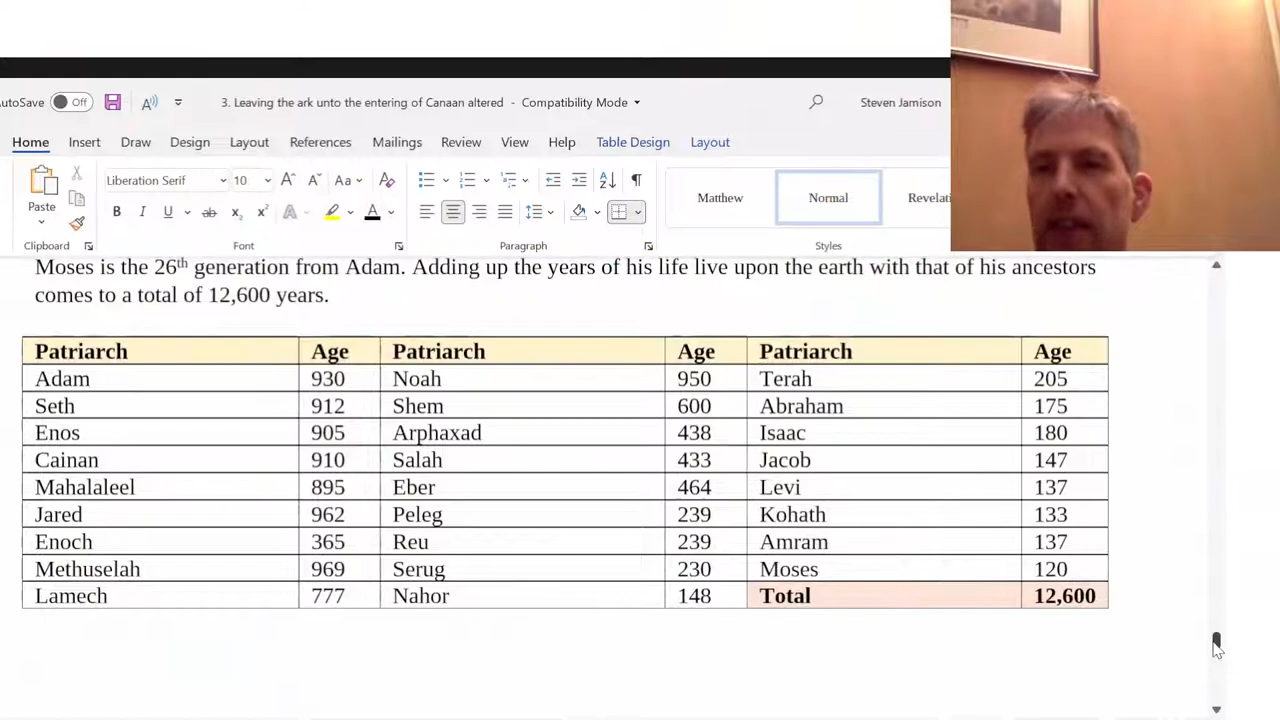 utoSave Off 3. Leaving the ark unto the entering of Canaan altered - Compatibility Mode Steven Jamison
Home Insert Draw Design Layout References Mailings Review View Help Table Design Layout
Paste
Liberation Serif 10 Aa
B I U ab x₂ x² A A
Matthew Normal Revelati
Clipboard Font Paragraph Styles
Moses is the 26th generation from Adam. Adding up the years of his life live upon the earth with that of his ancestors
comes to a total of 12,600 years.
Patriarch Age Patriarch Age Patriarch Age
Adam 930 Noah 950 Terah 205
Seth 912 Shem 600 Abraham 175
Enos 905 Arphaxad 438 Isaac 180
Cainan 910 Salah 433 Jacob 147
Mahalaleel 895 Eber 464 Levi 137
Jared 962 Peleg 239 Kohath 133
Enoch 365 Reu 239 Amram 137
Methuselah 969 Serug 230 Moses 120
Lamech 777 Nahor 148 Total 12,600